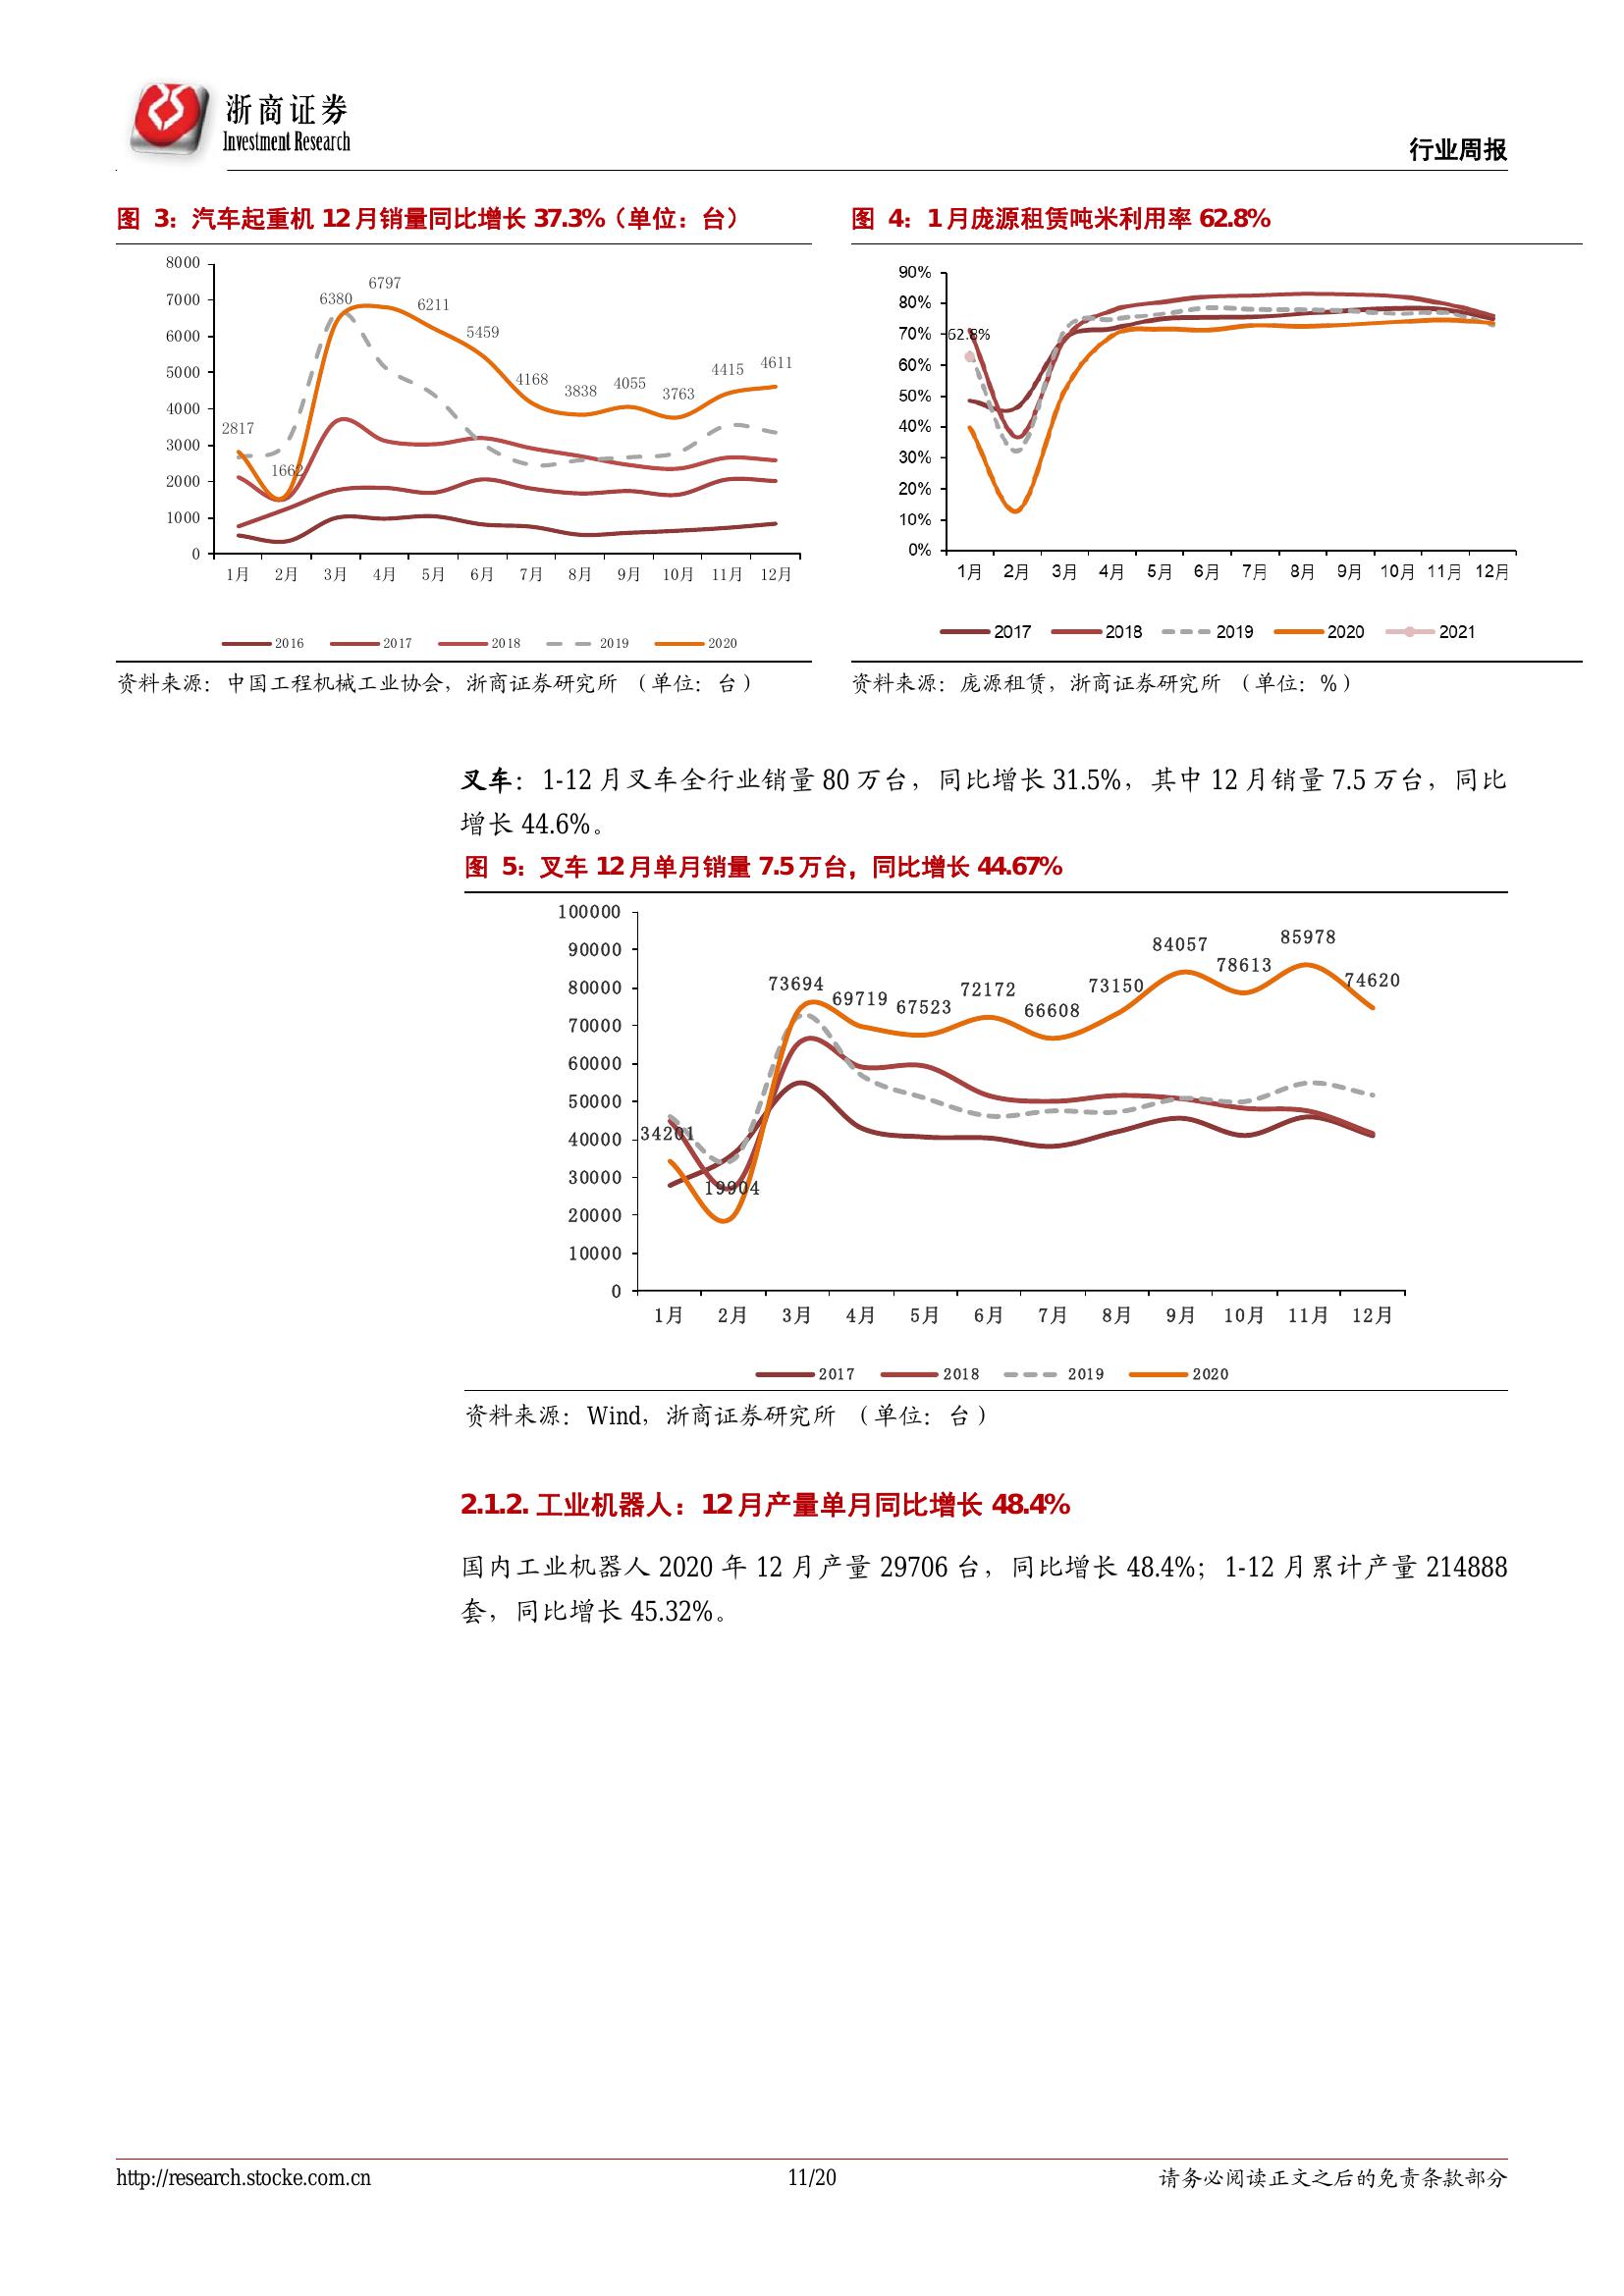 浙商证券
Investment Research
行业周报
图 3：汽车起重机 12 月销量同比增长 37.3%（单位：台）
8000
7000
6000
5000
4000
3000
2000
1000
0
2817
1662
6380
6797
6211
5459
4168
3838
4055
3763
4415
4611
1月 2月 3月 4月 5月 6月 7月 8月 9月 10月 11月 12月
2016 2017 2018 2019 2020
资料来源：中国工程机械工业协会，浙商证券研究所 （单位：台）
图 4：1 月庞源租赁吨米利用率 62.8%
90%
80%
70%
60%
50%
40%
30%
20%
10%
0%
62.8%
1月 2月 3月 4月 5月 6月 7月 8月 9月 10月 11月 12月
2017 2018 2019 2020 2021
资料来源：庞源租赁，浙商证券研究所 （单位：%）
叉车：1-12 月叉车全行业销量 80 万台，同比增长 31.5%，其中 12 月销量 7.5 万台，同比
增长 44.6%。
图 5：叉车 12 月单月销量 7.5 万台，同比增长 44.67%
100000
90000
80000
70000
60000
50000
40000
30000
20000
10000
0
34201
19904
73694
69719
67523
72172
66608
73150
84057
78613
85978
74620
1月 2月 3月 4月 5月 6月 7月 8月 9月 10月 11月 12月
2017 2018 2019 2020
资料来源：Wind，浙商证券研究所 （单位：台）
2.1.2. 工业机器人：12 月产量单月同比增长 48.4%
国内工业机器人 2020 年 12 月产量 29706 台，同比增长 48.4%；1-12 月累计产量 214888
套，同比增长 45.32%。
http://research.stocke.com.cn
11/20
请务必阅读正文之后的免责条款部分